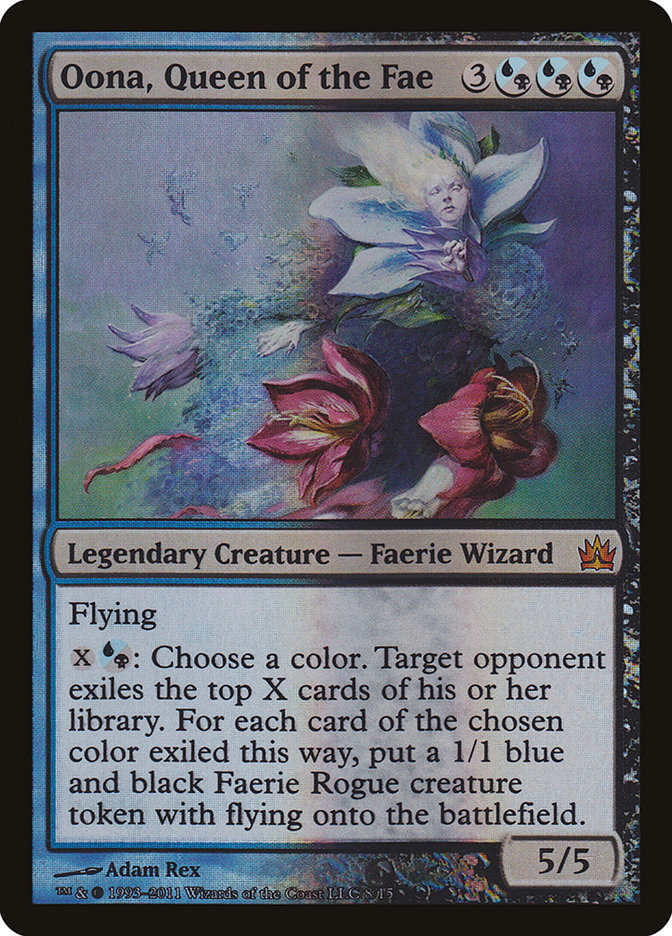 Oona, Queen of the Fae 3
Legendary Creature — Faerie Wizard
Flying
X : Choose a color. Target opponent
exiles the top X cards of his or her
library. For each card of the chosen
color exiled this way, put a 1/1 blue
and black Faerie Rogue creature
token with flying onto the battlefield.
5/5
Adam Rex
™ & © 1993–2011 Wizards of the Coast LLC 8/15